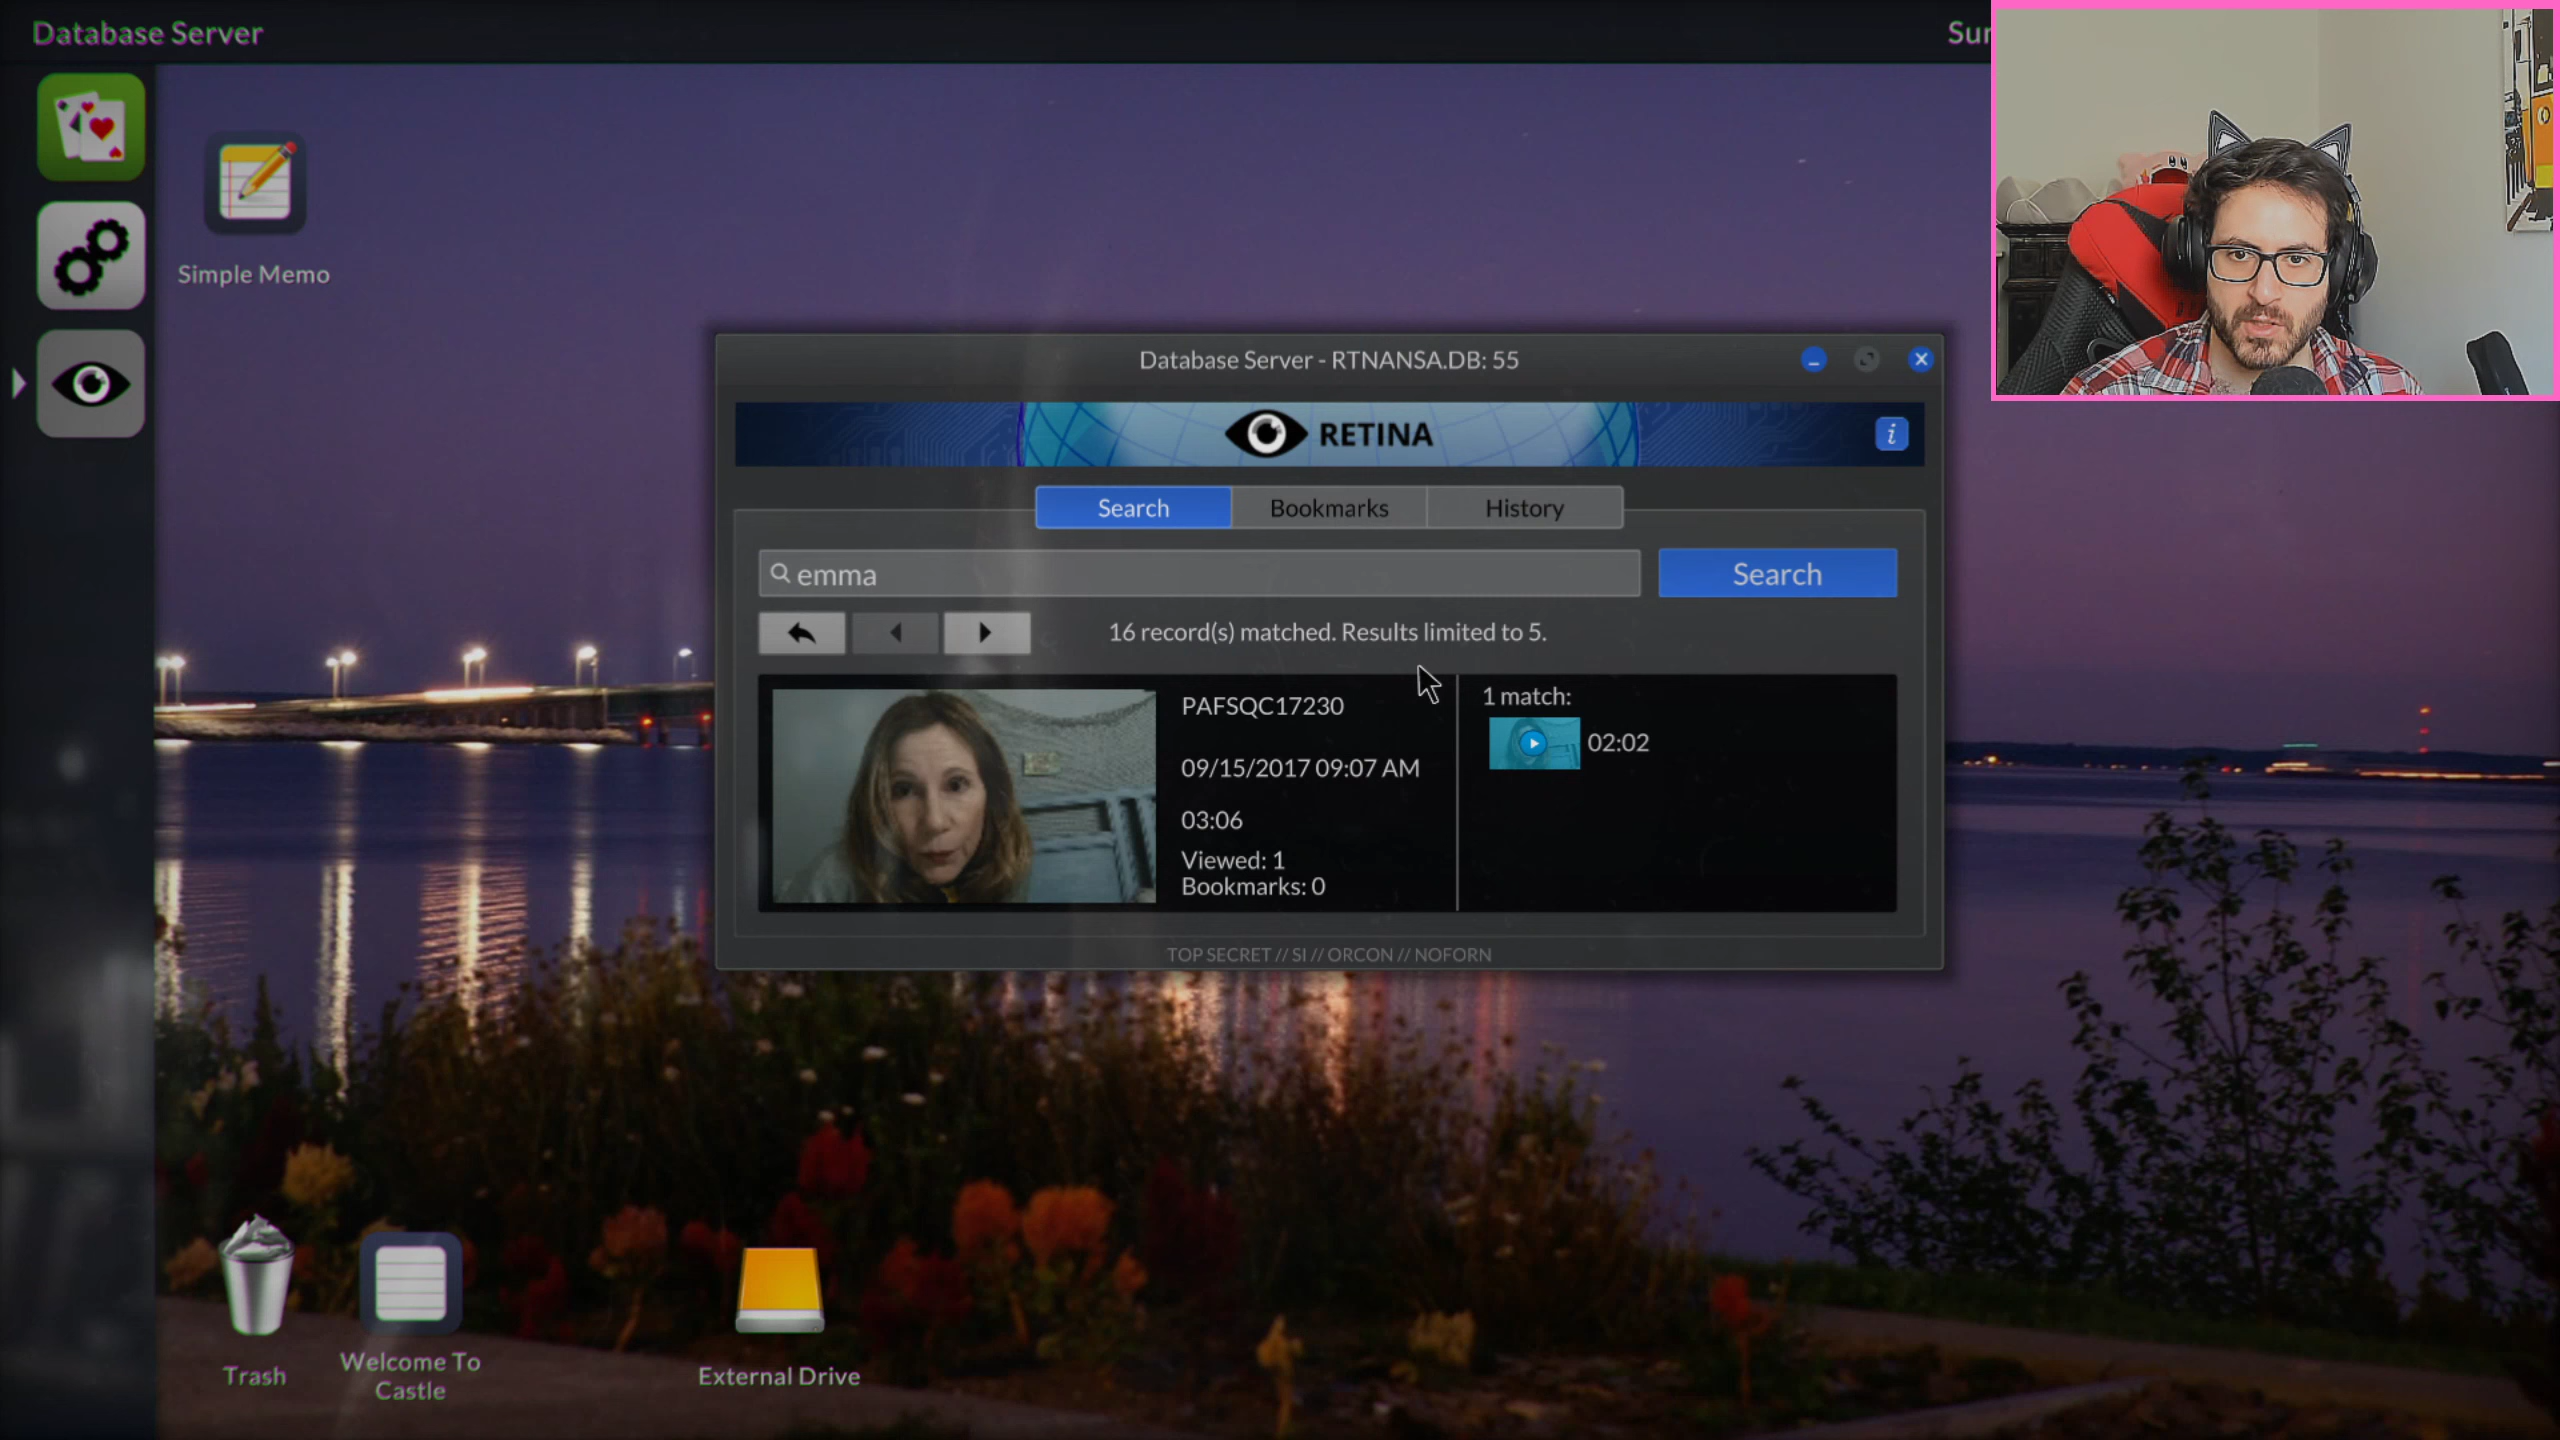 Database Server
Sun
Simple Memo
Database Server - RTNANSA.DB: 55
RETINA
i
Search
Bookmarks
History
emma
Search
16 record(s) matched. Results limited to 5.
PAFSQC17230
09/15/2017 09:07 AM
03:06
Viewed: 1
Bookmarks: 0
1 match:
02:02
TOP SECRET // SI // ORCON // NOFORN
Trash
Welcome To
Castle
External Drive